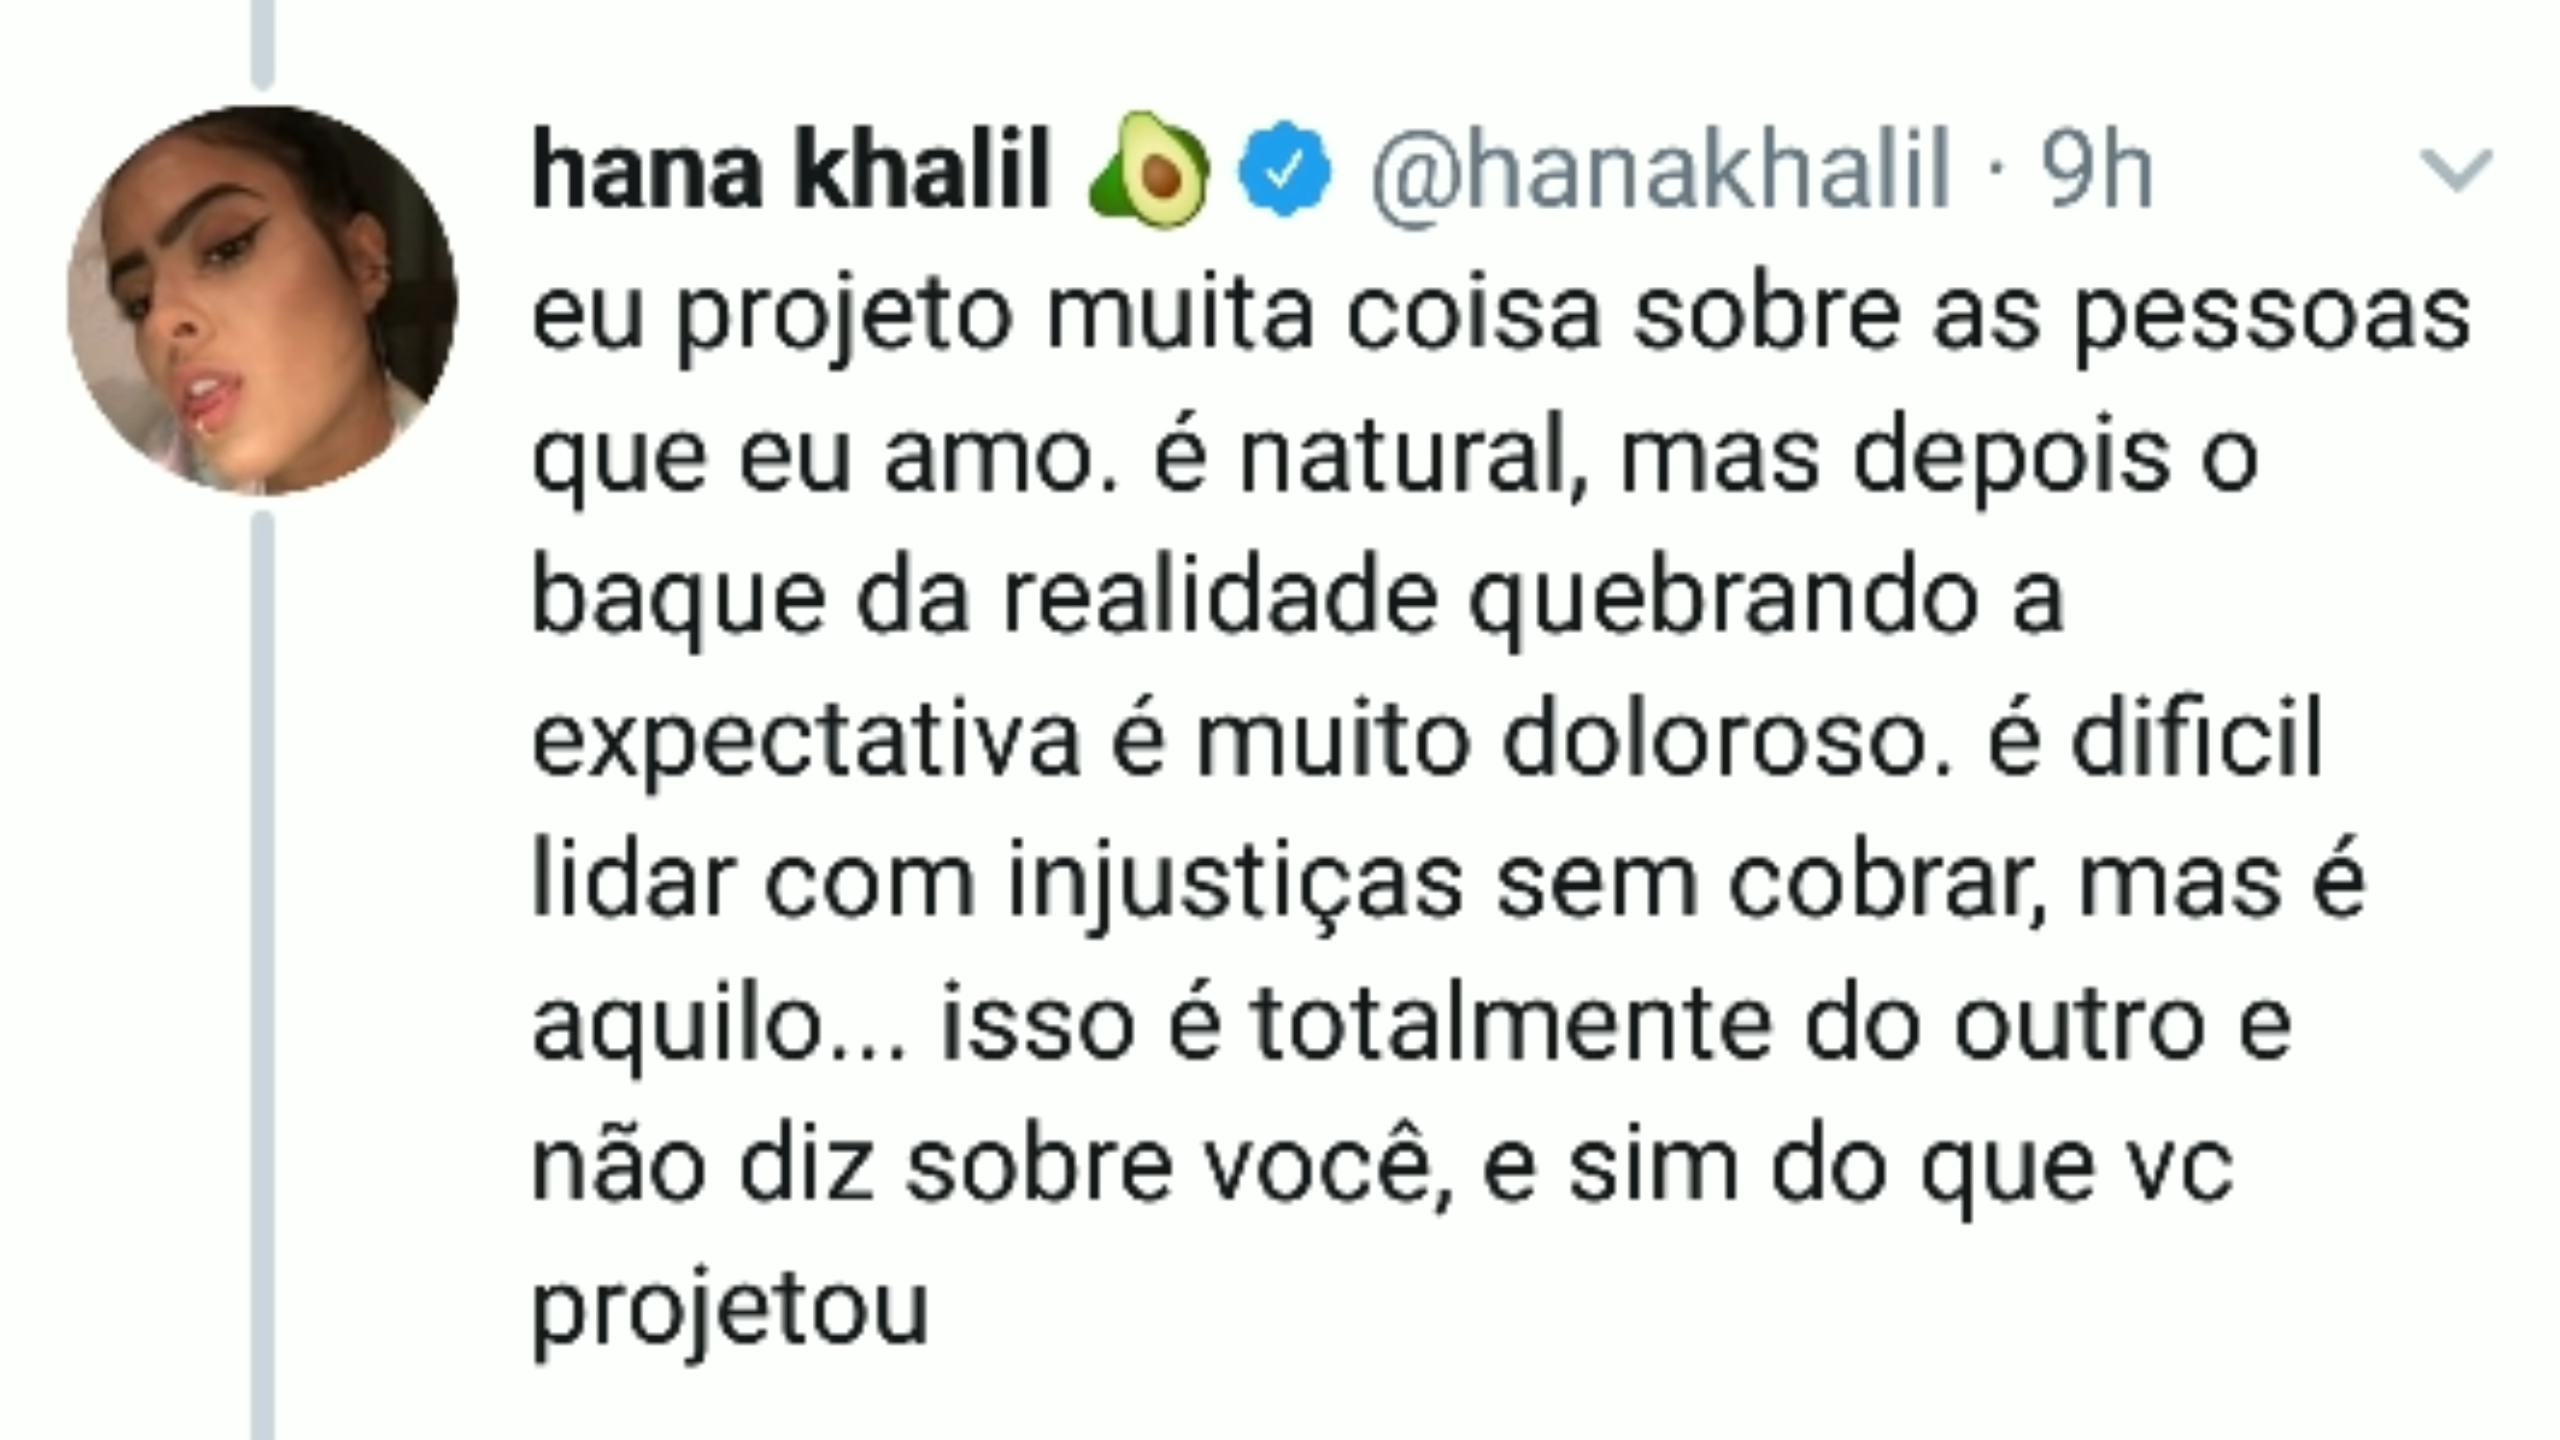 hana khalil 🥑 @hanakhalil · 9h
eu projeto muita coisa sobre as pessoas
que eu amo. é natural, mas depois o
baque da realidade quebrando a
expectativa é muito doloroso. é dificil
lidar com injustiças sem cobrar, mas é
aquilo... isso é totalmente do outro e
não diz sobre você, e sim do que vc
projetou